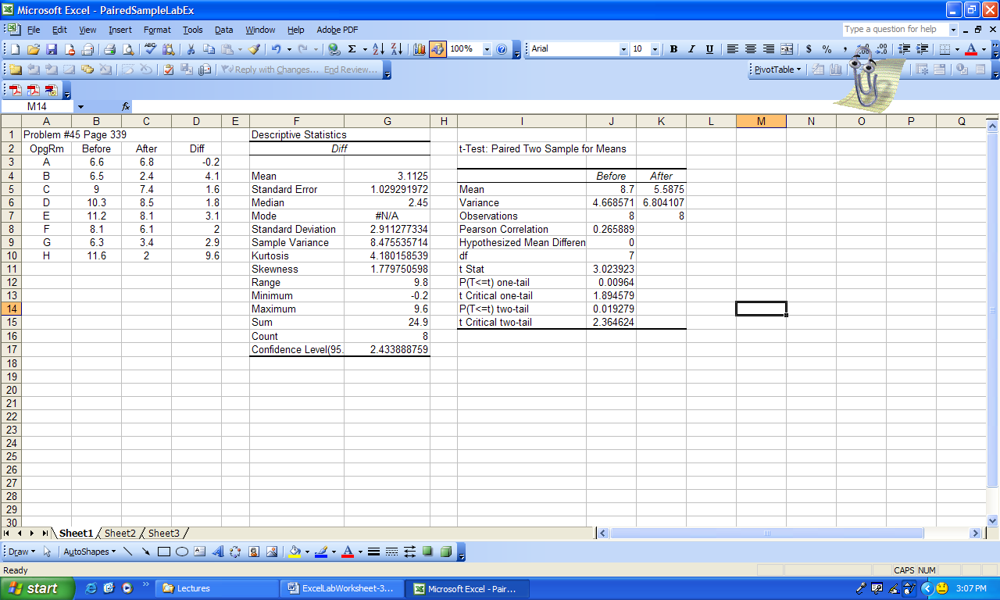 Microsoft Excel - PairedSampleLabEx
File Edit View Insert Format Tools Data Window Help Adobe PDF
Type a question for help
100% Arial 10 B I U $ % ,
Reply with Changes... End Review...
PivotTable
M14 fx
A B C D E F G H I J K L M N O P Q
1 Problem #45 Page 339 Descriptive Statistics
2 OpgRm Before After Diff Diff t-Test: Paired Two Sample for Means
3 A 6.6 6.8 -0.2
4 B 6.5 2.4 4.1 Mean 3.1125 Before After
5 C 9 7.4 1.6 Standard Error 1.029291972 Mean 8.7 5.5875
6 D 10.3 8.5 1.8 Median 2.45 Variance 4.668571 6.804107
7 E 11.2 8.1 3.1 Mode #N/A Observations 8 8
8 F 8.1 6.1 2 Standard Deviation 2.911277334 Pearson Correlation 0.265889
9 G 6.3 3.4 2.9 Sample Variance 8.475535714 Hypothesized Mean Differen 0
10 H 11.6 2 9.6 Kurtosis 4.180158539 df 7
11 Skewness 1.779750598 t Stat 3.023923
12 Range 9.8 P(T<=t) one-tail 0.00964
13 Minimum -0.2 t Critical one-tail 1.894579
14 Maximum 9.6 P(T<=t) two-tail 0.019279
15 Sum 24.9 t Critical two-tail 2.364624
16 Count 8
17 Confidence Level(95. 2.433888759
18
19
20
21
22
23
24
25
26
27
28
29
30
Sheet1 Sheet2 Sheet3
Draw AutoShapes
Ready CAPS NUM
start Lectures ExcelLabWorksheet-3... Microsoft Excel - Pair... 3:07 PM